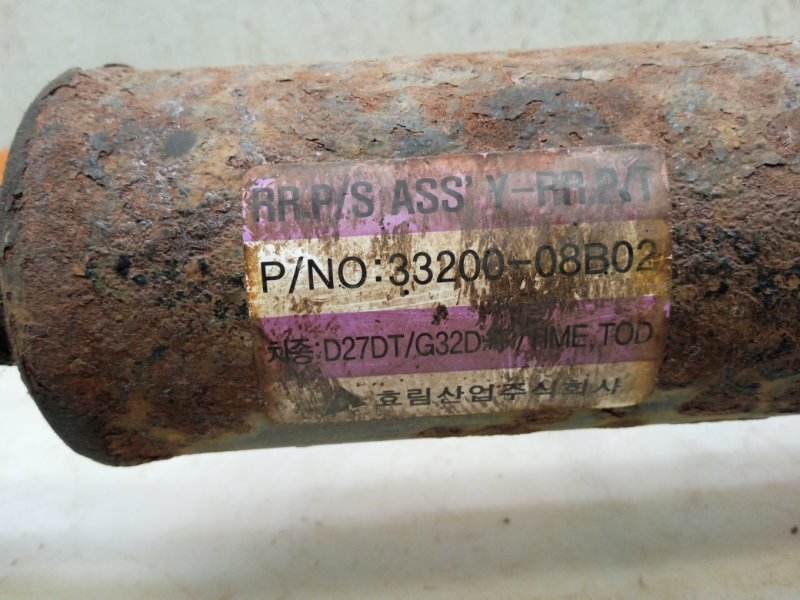 RR.P/S ASS'Y-RR.P/T
P/NO:33200-08B02
차종:D27DT/G32D TIME, TOD
효림산업주식회사